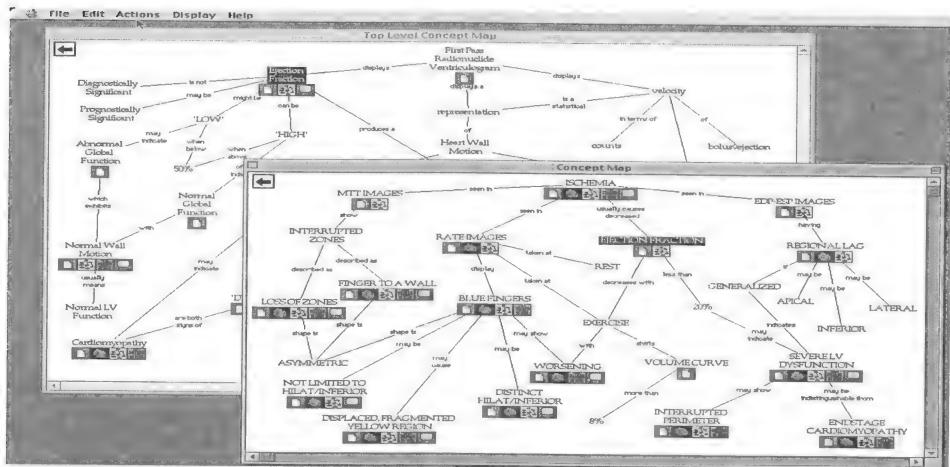 File Edit Actions Display Help
Top Level Concept Map
First Pass
Radionuclide
Ventriculogram
Ejection
Fraction
displays
displays
displays a
Diagnostically
Significant
is not
Prognostically
Significant
may be
might be
can be
velocity
is a
statistical
representation
of
in terms of
of
counts
bolus ejection
'LOW'
'HIGH'
produces a
Abnormal
Global
Function
may
indicate
when
below
50%
when
Heart Wall
Motion
which
exhibits
Normal
Global
Function
with
Normal Wall
Motion
usually
means
Normal LV
Function
may
indicate
are both
signs of
Cardiomyopathy
Concept Map
ISCHEMIA
seen in
seen in
seen in
usually causes
decreased
MTT IMAGES
show
INTERRUPTED
ZONES
described as
described as
FINGER TO A WALL
LOSS OF ZONES
shape is
shape is
shape is
ASYMMETRIC
RATE IMAGES
taken at
REST
display
taken at
BLUE FINGERS
may be
may
cause
may be
may show
NOT LIMITED TO
HILAT/INFERIOR
DISPLACED, FRAGMENTED
YELLOW REGION
DISTINCT
HILAT/INFERIOR
WORSENING
with
EJECTION FRACTION
decreased with
less than
20%
EXERCISE
shifts
VOLUME CURVE
more than
8%
EDP-ESP IMAGES
having
REGIONAL LAG
if
may be
may be
may be
GENERALIZED
APICAL
INFERIOR
LATERAL
indicates
may
indicate
SEVERE LV
DYSFUNCTION
may show
may be
indistinguishable from
INTERRUPTED
PERIMETER
ENDSTAGE
CARDIOMYOPATHY